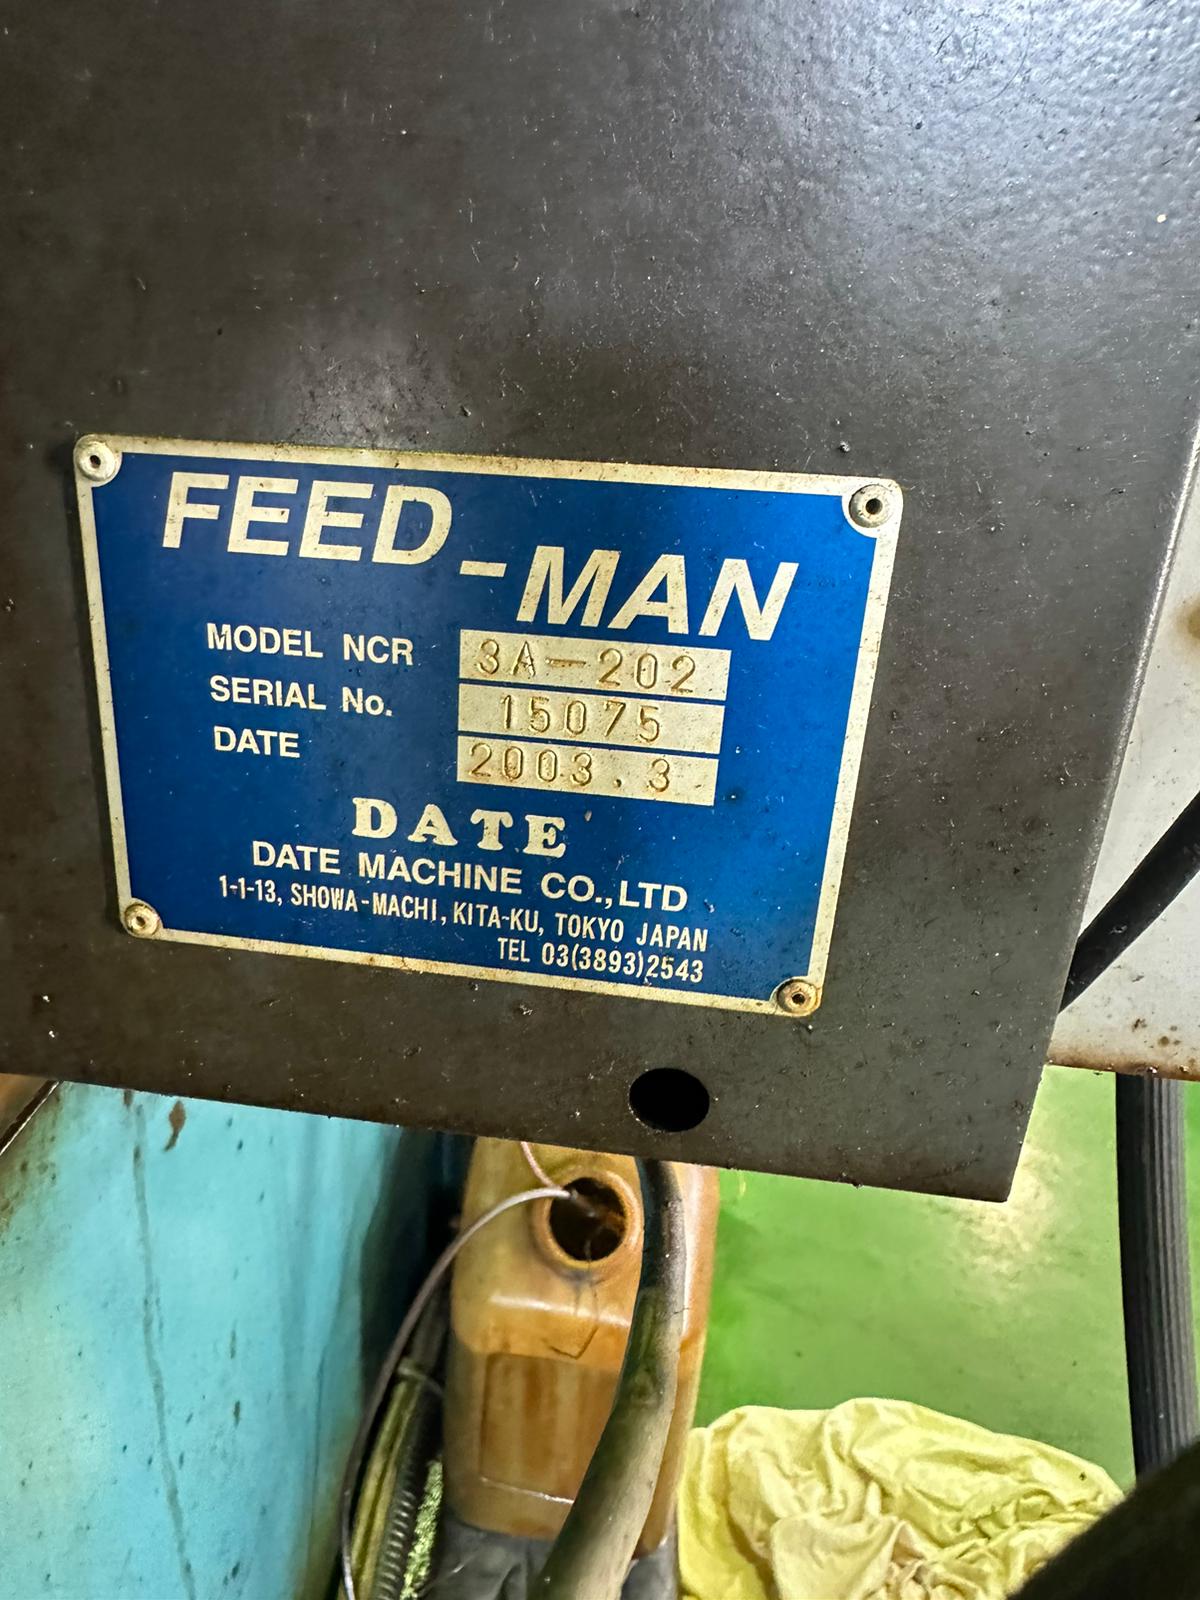 FEED-MAN
MODEL NCR 3A-202
SERIAL No. 15075
DATE 2003.3
DATE
DATE MACHINE CO.,LTD
1-1-13, SHOWA-MACHI, KITA-KU, TOKYO JAPAN
TEL 03(3893)2543